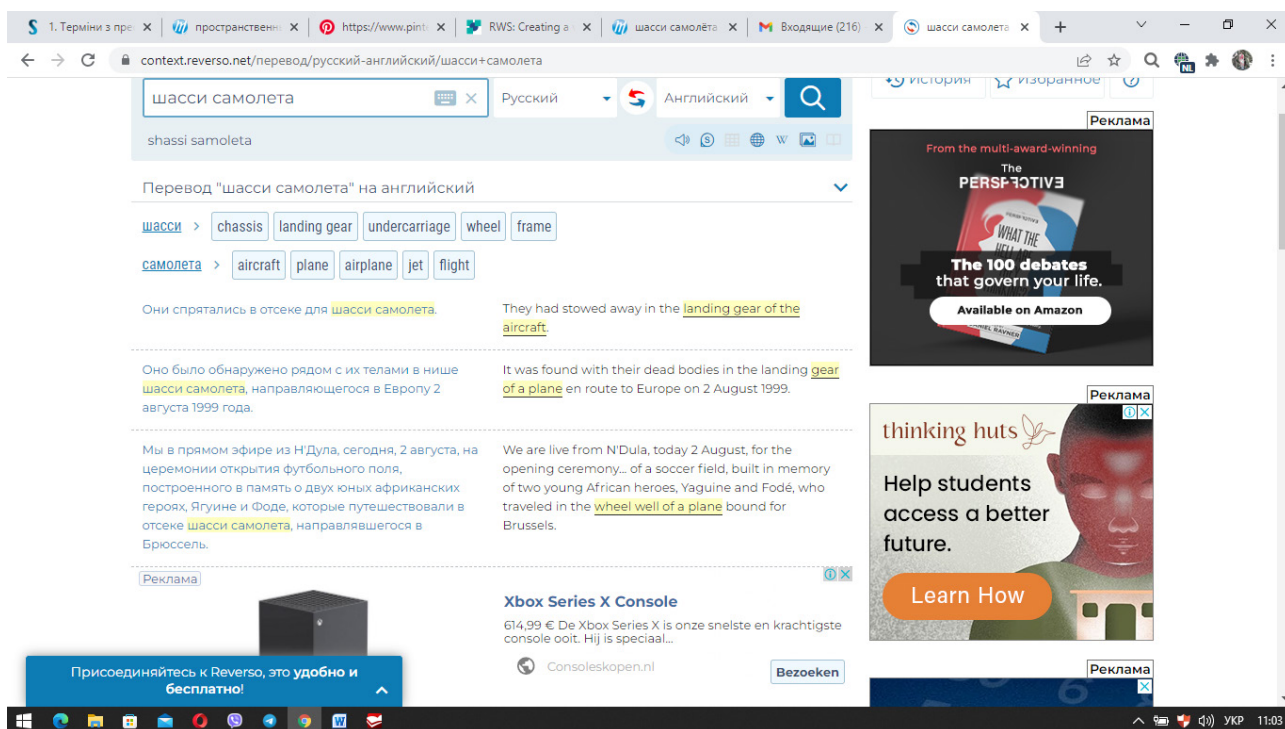 1. Терміни з пре
пространственн
https://www.pint
RWS: Creating a
шасси самолёта
Входящие (216)
шасси самолета
context.reverso.net/перевод/русский-английский/шасси+самолета
NL
шасси самолета
Русский
Английский
История
Избранное
shassi samoleta
Реклама
Перевод "шасси самолета" на английский
шасси > chassis landing gear undercarriage wheel frame
самолета > aircraft plane airplane jet flight
Они спрятались в отсеке для шасси самолета.
They had stowed away in the landing gear of the
aircraft.
Оно было обнаружено рядом с их телами в нише
шасси самолета, направляющегося в Европу 2
августа 1999 года.
It was found with their dead bodies in the landing gear
of a plane en route to Europe on 2 August 1999.
Мы в прямом эфире из Н'Дула, сегодня, 2 августа, на
церемонии открытия футбольного поля,
построенного в память о двух юных африканских
героях, Ягуине и Фоде, которые путешествовали в
отсеке шасси самолета, направлявшегося в
Брюссель.
We are live from N'Dula, today 2 August, for the
opening ceremony... of a soccer field, built in memory
of two young African heroes, Yaguine and Fodé, who
traveled in the wheel well of a plane bound for
Brussels.
Реклама
Xbox Series X Console
614,99 € De Xbox Series X is onze snelste en krachtigste
console ooit. Hij is speciaal...
Consoleskopen.nl
Bezoeken
From the multi-award-winning
The
PERSPECTIVE
WHAT THE
The 100 debates
that govern your life.
Available on Amazon
Реклама
thinking huts
Help students
access a better
future.
Learn How
Реклама
Присоединяйтесь к Reverso, это удобно и
бесплатно!
УКР 11:03